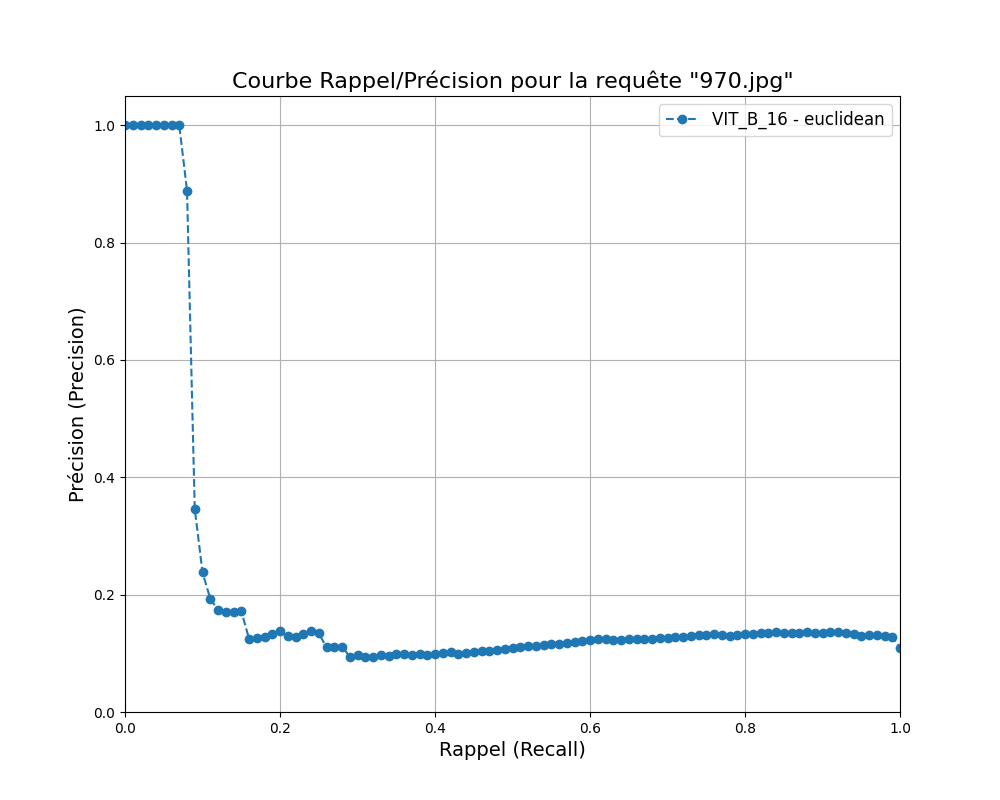 Courbe Rappel/Précision pour la requête "970.jpg"
VIT_B_16 - euclidean
1.0
0.8
0.6
0.4
0.2
0.0
Précision (Precision)
0.0 0.2 0.4 0.6 0.8 1.0
Rappel (Recall)